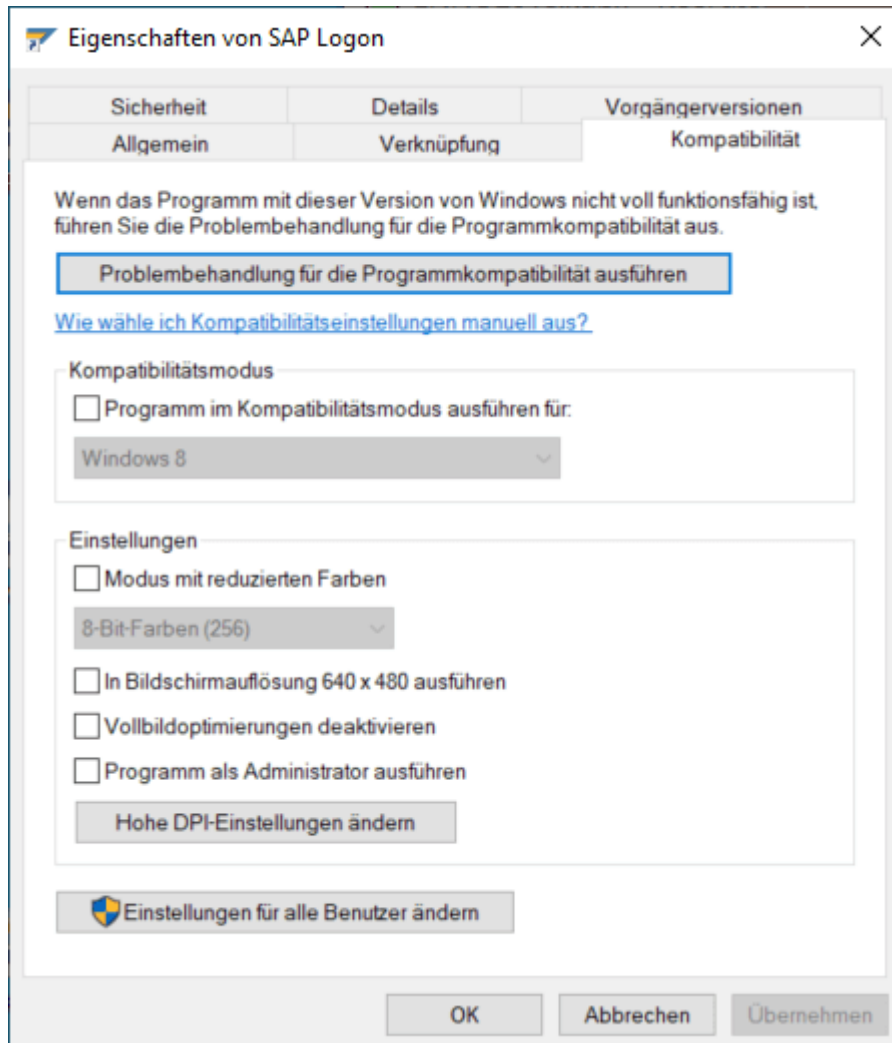 Eigenschaften von SAP Logon
Sicherheit
Details
Vorgängerversionen
Allgemein
Verknüpfung
Kompatibilität
Wenn das Programm mit dieser Version von Windows nicht voll funktionsfähig ist,
führen Sie die Problembehandlung für die Programmkompatibilität aus.
Problembehandlung für die Programmkompatibilität ausführen
Wie wähle ich Kompatibilitätseinstellungen manuell aus?
Kompatibilitätsmodus
Programm im Kompatibilitätsmodus ausführen für:
Windows 8
Einstellungen
Modus mit reduzierten Farben
8-Bit-Farben (256)
In Bildschirmauflösung 640 x 480 ausführen
Vollbildoptimierungen deaktivieren
Programm als Administrator ausführen
Hohe DPI-Einstellungen ändern
Einstellungen für alle Benutzer ändern
OK
Abbrechen
Übernehmen